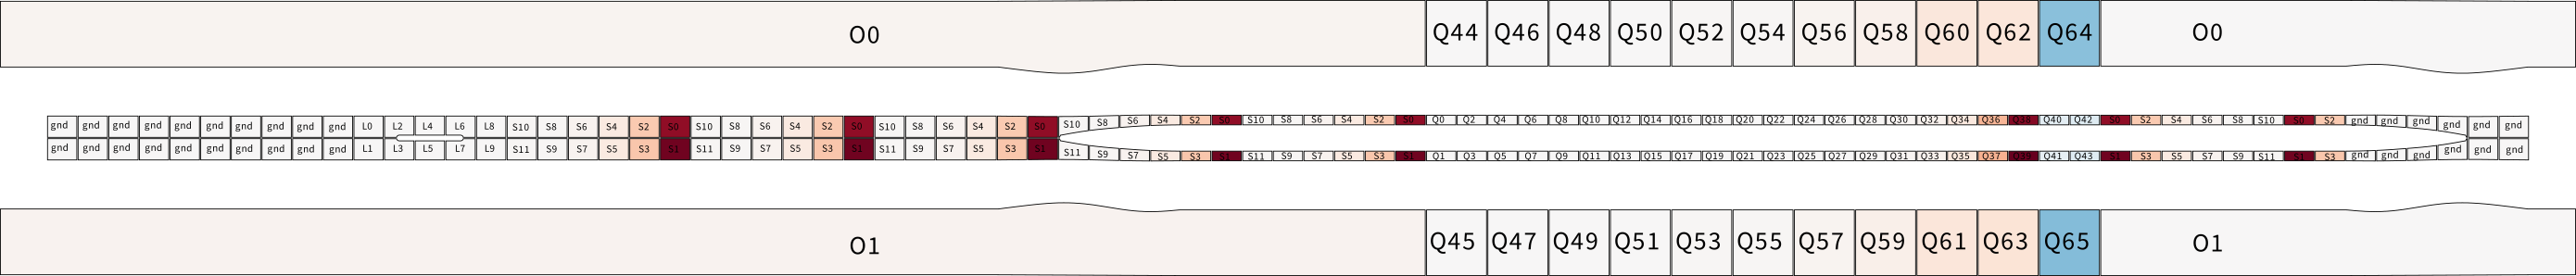 O0 Q44 Q46 Q48 Q50 Q52 Q54 Q56 Q58 Q60 Q62 Q64 O0
gnd gnd gnd gnd gnd gnd gnd gnd gnd gnd L0 L2 L4 L6 L8 S10 S8 S6 S4 S2 S0 S10 S8 S6 S4 S2 S0 S10 S8 S6 S4 S2 S0 S10 S8 S6 S4 S2 S0 S10 S8 S6 S4 S2 S0 Q0 Q2 Q4 Q6 Q8 Q10 Q12 Q14 Q16 Q18 Q20 Q22 Q24 Q26 Q28 Q30 Q32 Q34 Q36 Q38 Q40 Q42 S0 S2 S4 S6 S8 S10 S0 S2 gnd gnd gnd gnd gnd gnd
gnd gnd gnd gnd gnd gnd gnd gnd gnd gnd L1 L3 L5 L7 L9 S11 S9 S7 S5 S3 S1 S11 S9 S7 S5 S3 S1 S11 S9 S7 S5 S3 S1 S11 S9 S7 S5 S3 S1 S11 S9 S7 S5 S3 S1 Q1 Q3 Q5 Q7 Q9 Q11 Q13 Q15 Q17 Q19 Q21 Q23 Q25 Q27 Q29 Q31 Q33 Q35 Q37 Q39 Q41 Q43 S1 S3 S5 S7 S9 S11 S1 S3 gnd gnd gnd gnd gnd gnd
O1 Q45 Q47 Q49 Q51 Q53 Q55 Q57 Q59 Q61 Q63 Q65 O1